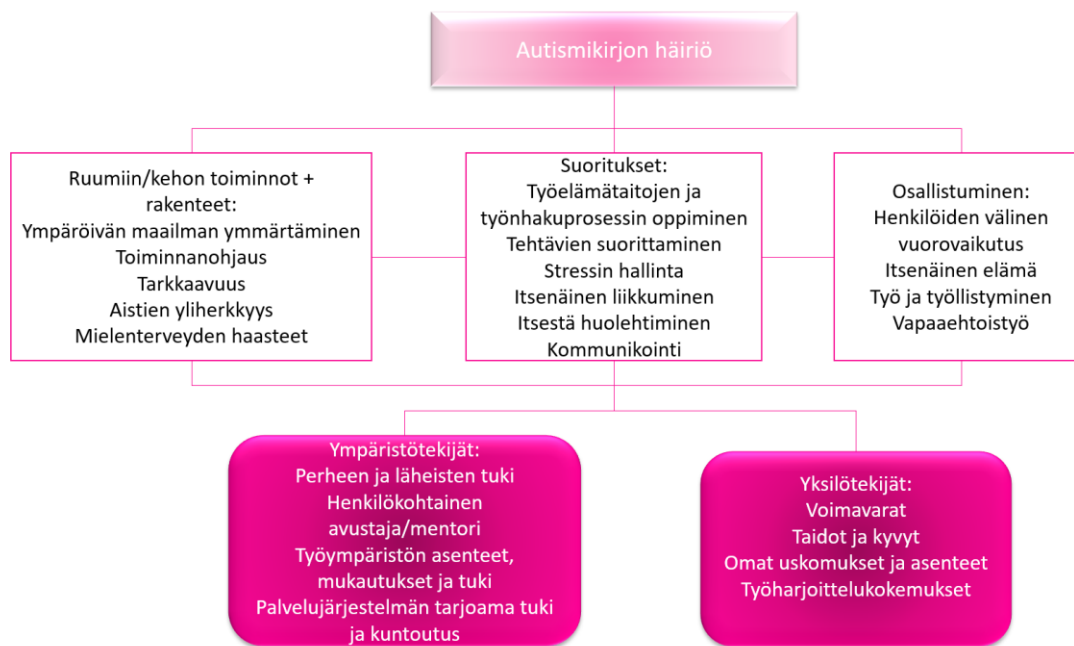 Autismikirjon häiriö
Ruumiin/kehon toiminnot +
rakenteet:
Ympäröivän maailman ymmärtäminen
Toiminnanohjaus
Tarkkaavuus
Aistien yliherkkyys
Mielenterveyden haasteet
Suoritukset:
Työelämätaitojen ja
työnhakuprosessin oppiminen
Tehtävien suorittaminen
Stressin hallinta
Itsenäinen liikkuminen
Itsestä huolehtiminen
Kommunikointi
Osallistuminen:
Henkilöiden välinen
vuorovaikutus
Itsenäinen elämä
Työ ja työllistyminen
Vapaaehtoistyö
Ympäristötekijät:
Perheen ja läheisten tuki
Henkilökohtainen
avustaja/mentori
Työympäristön asenteet,
mukautukset ja tuki
Palvelujärjestelmän tarjoama tuki
ja kuntoutus
Yksilötekijät:
Voimavarat
Taidot ja kyvyt
Omat uskomukset ja asenteet
Työharjoittelukokemukset